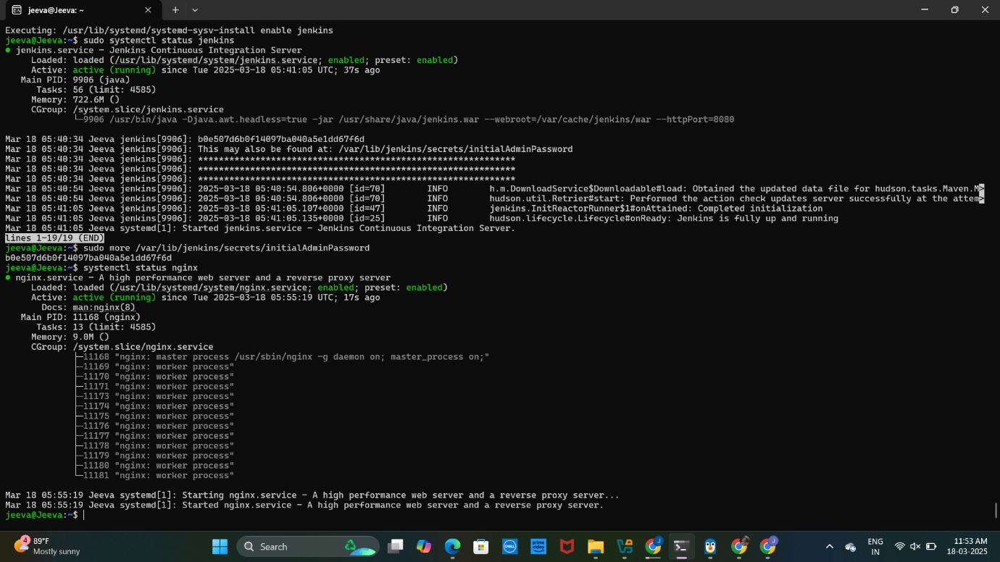 jeeva@Jeeva: ~
Executing: /usr/lib/systemd/systemd-sysv-install enable jenkins
jeeva@Jeeva:~$ sudo systemctl status jenkins
● jenkins.service - Jenkins Continuous Integration Server
Loaded: loaded (/usr/lib/systemd/system/jenkins.service; enabled; preset: enabled)
Active: active (running) since Tue 2025-03-18 05:41:05 UTC; 37s ago
Main PID: 9906 (java)
Tasks: 56 (limit: 4585)
Memory: 722.6M ()
CGroup: /system.slice/jenkins.service
└─9906 /usr/bin/java -Djava.awt.headless=true -jar /usr/share/java/jenkins.war --webroot=/var/cache/jenkins/war --httpPort=8080
Mar 18 05:40:34 Jeeva jenkins[9906]: b0e507d6b0f14097ba040a5e1dd67f6d
Mar 18 05:40:34 Jeeva jenkins[9906]: This may also be found at: /var/lib/jenkins/secrets/initialAdminPassword
Mar 18 05:40:34 Jeeva jenkins[9906]: *************************************************************
Mar 18 05:40:34 Jeeva jenkins[9906]: *************************************************************
Mar 18 05:40:34 Jeeva jenkins[9906]: *************************************************************
Mar 18 05:40:54 Jeeva jenkins[9906]: 2025-03-18 05:40:54.806+0000 [id=70] INFO h.m.DownloadService$Downloadable#load: Obtained the updated data file for hudson.tasks.Maven.M>
Mar 18 05:40:54 Jeeva jenkins[9906]: 2025-03-18 05:40:54.806+0000 [id=70] INFO hudson.util.Retrier#start: Performed the action check updates server successfully at the attem>
Mar 18 05:41:05 Jeeva jenkins[9906]: 2025-03-18 05:41:05.107+0000 [id=47] INFO jenkins.InitReactorRunner$1#onAttained: Completed initialization
Mar 18 05:41:05 Jeeva jenkins[9906]: 2025-03-18 05:41:05.135+0000 [id=25] INFO hudson.lifecycle.Lifecycle#onReady: Jenkins is fully up and running
Mar 18 05:41:05 Jeeva systemd[1]: Started jenkins.service - Jenkins Continuous Integration Server.
lines 1-19/19 (END)
jeeva@Jeeva:~$ sudo more /var/lib/jenkins/secrets/initialAdminPassword
b0e507d6b0f14097ba040a5e1dd67f6d
jeeva@Jeeva:~$ systemctl status nginx
● nginx.service - A high performance web server and a reverse proxy server
Loaded: loaded (/usr/lib/systemd/system/nginx.service; enabled; preset: enabled)
Active: active (running) since Tue 2025-03-18 05:55:19 UTC; 17s ago
Docs: man:nginx(8)
Main PID: 11168 (nginx)
Tasks: 13 (limit: 4585)
Memory: 9.0M ()
CGroup: /system.slice/nginx.service
├─11168 "nginx: master process /usr/sbin/nginx -g daemon on; master_process on;"
├─11169 "nginx: worker process"
├─11170 "nginx: worker process"
├─11171 "nginx: worker process"
├─11173 "nginx: worker process"
├─11174 "nginx: worker process"
├─11175 "nginx: worker process"
├─11176 "nginx: worker process"
├─11177 "nginx: worker process"
├─11178 "nginx: worker process"
├─11179 "nginx: worker process"
├─11180 "nginx: worker process"
└─11181 "nginx: worker process"
Mar 18 05:55:19 Jeeva systemd[1]: Starting nginx.service - A high performance web server and a reverse proxy server...
Mar 18 05:55:19 Jeeva systemd[1]: Started nginx.service - A high performance web server and a reverse proxy server.
jeeva@Jeeva:~$
4
89°F
Mostly sunny
Search
DELL
prime video
ENG
IN
11:53 AM
18-03-2025